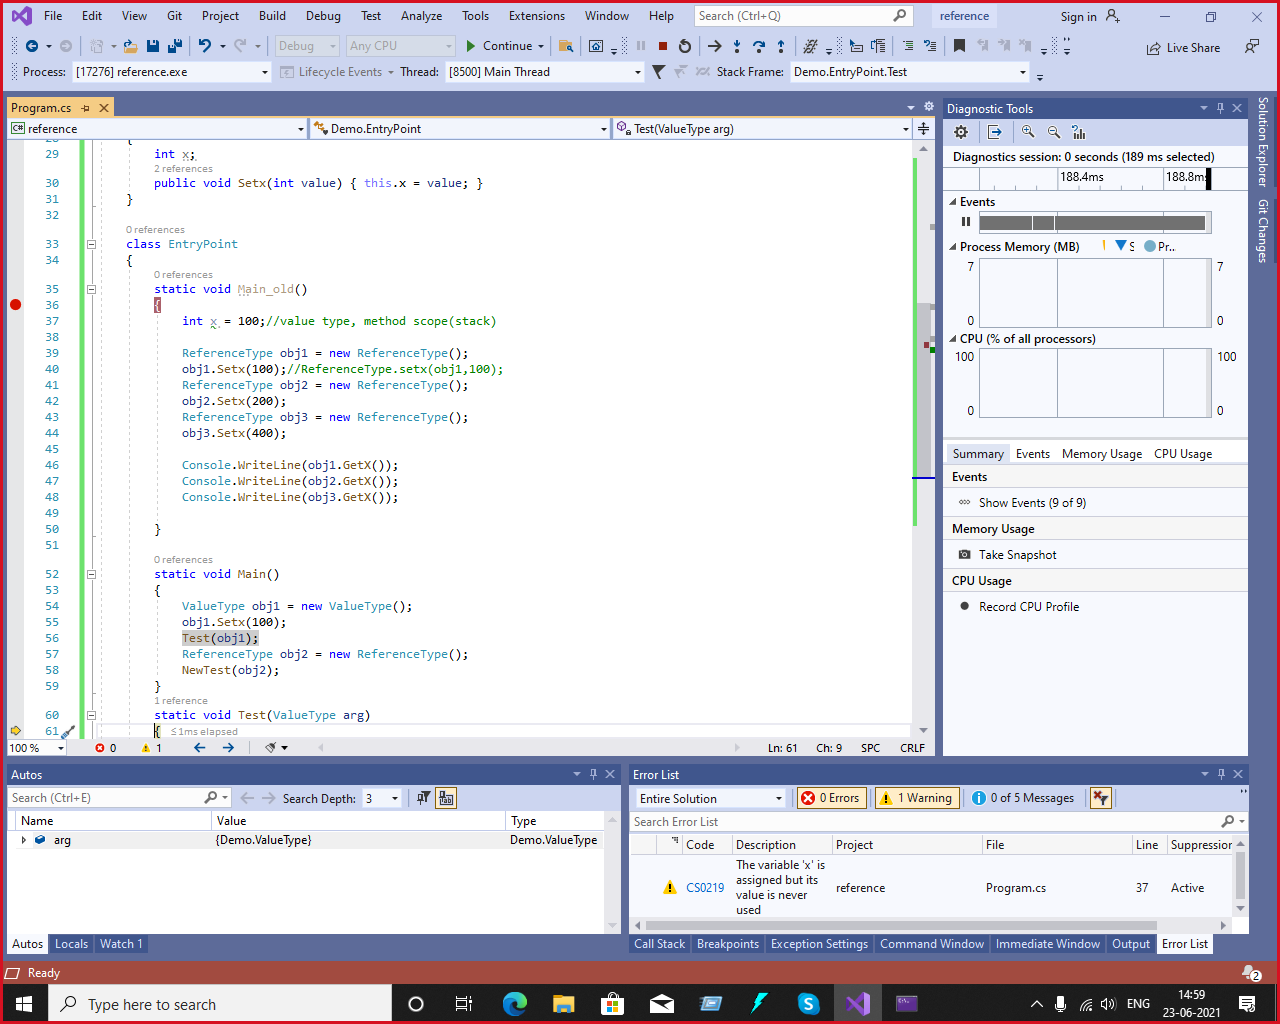 File Edit View Git Project Build Debug Test Analyze Tools Extensions Window Help Search (Ctrl+Q) reference Sign in
Debug Any CPU Continue Live Share
Process: [17276] reference.exe Lifecycle Events Thread: [8500] Main Thread Stack Frame: Demo.EntryPoint.Test
Program.cs
C# reference Demo.EntryPoint Test(ValueType arg)
29 int x;
2 references
30 public void Setx(int value) { this.x = value; }
31 }
32
0 references
33 class EntryPoint
34 {
0 references
35 static void Main_old()
36 {
37 int x = 100;//value type, method scope(stack)
38
39 ReferenceType obj1 = new ReferenceType();
40 obj1.Setx(100);//ReferenceType.setx(obj1,100);
41 ReferenceType obj2 = new ReferenceType();
42 obj2.Setx(200);
43 ReferenceType obj3 = new ReferenceType();
44 obj3.Setx(400);
45
46 Console.WriteLine(obj1.GetX());
47 Console.WriteLine(obj2.GetX());
48 Console.WriteLine(obj3.GetX());
49
50 }
51
0 references
52 static void Main()
53 {
54 ValueType obj1 = new ValueType();
55 obj1.Setx(100);
56 Test(obj1);
57 ReferenceType obj2 = new ReferenceType();
58 NewTest(obj2);
59 }
1 reference
60 static void Test(ValueType arg)
61 { ≤1ms elapsed
100 % 0 1 Ln: 61 Ch: 9 SPC CRLF
Diagnostic Tools
Diagnostics session: 0 seconds (189 ms selected)
188.4ms 188.8ms
Events
Process Memory (MB) S Pr..
7 7
0 0
CPU (% of all processors)
100 100
0 0
Summary Events Memory Usage CPU Usage
Events
Show Events (9 of 9)
Memory Usage
Take Snapshot
CPU Usage
Record CPU Profile
Solution Explorer
Git Changes
Autos
Search (Ctrl+E) Search Depth: 3
Name Value Type
arg {Demo.ValueType} Demo.ValueType
Autos Locals Watch 1
Error List
Entire Solution 0 Errors 1 Warning 0 of 5 Messages
Search Error List
Code Description Project File Line Suppression
CS0219 The variable 'x' is assigned but its value is never used reference Program.cs 37 Active
Call Stack Breakpoints Exception Settings Command Window Immediate Window Output Error List
Ready 2
Type here to search ENG 14:59
23-06-2021